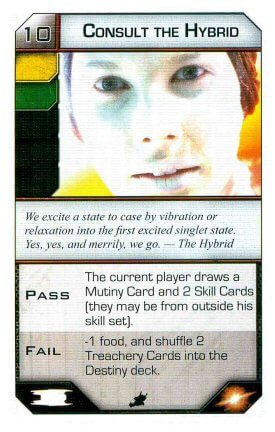 10 CONSULT THE HYBRID
We excite a state to case by vibration or
relaxation into the first excited singlet state.
Yes, yes, and merrily, we go. — The Hybrid
PASS
The current player draws a
Mutiny Card and 2 Skill Cards
(they may be from outside his
skill set).
FAIL
-1 food, and shuffle 2
Treachery Cards into the
Destiny deck.